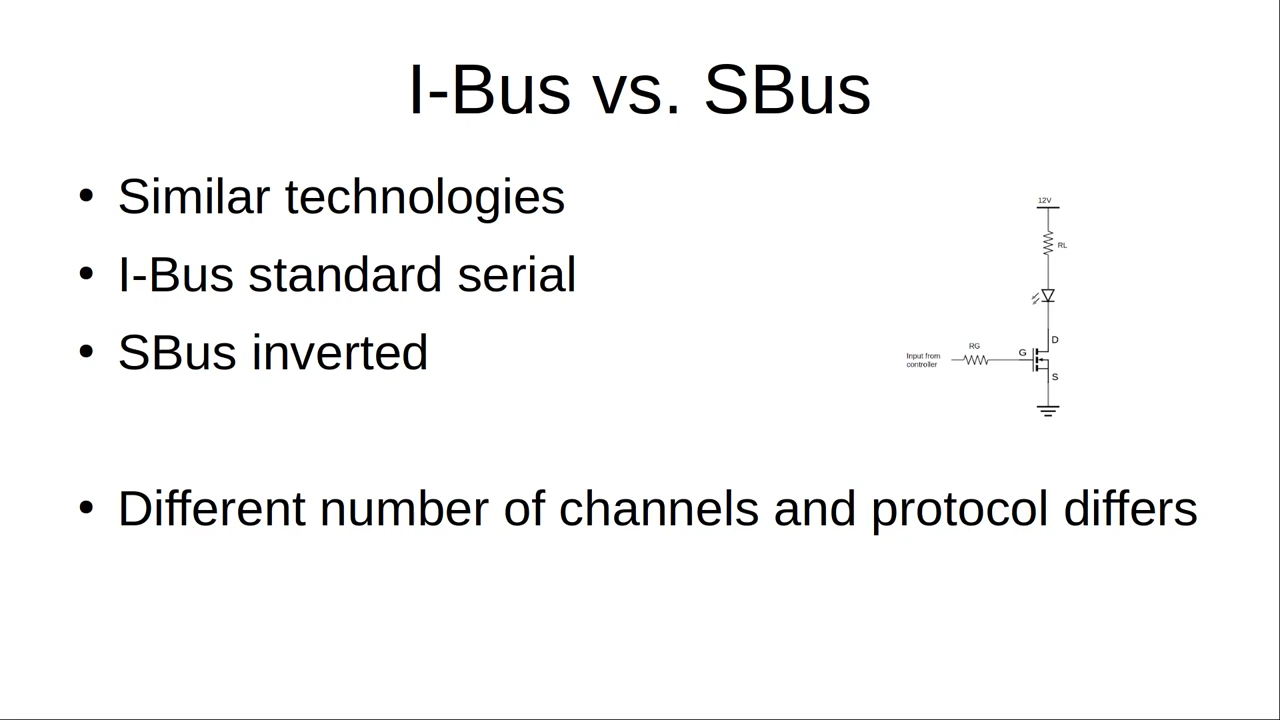 I-Bus vs. SBus
• Similar technologies
• I-Bus standard serial
• SBus inverted
• Different number of channels and protocol differs
12V
RL
D
RG
G
Input from
controller
S